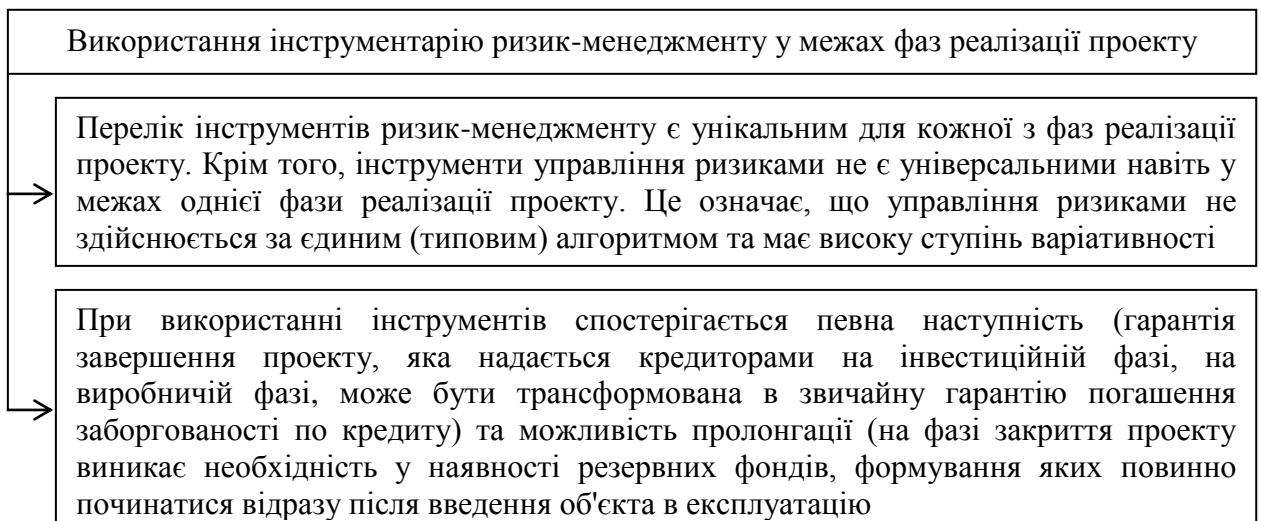 Використання інструментарію ризик-менеджменту у межах фаз реалізації проекту
Перелік інструментів ризик-менеджменту є унікальним для кожної з фаз реалізації
проекту. Крім того, інструменти управління ризиками не є універсальними навіть у
межах однієї фази реалізації проекту. Це означає, що управління ризиками не
здійснюється за єдиним (типовим) алгоритмом та має високу ступінь варіативності
При використанні інструментів спостерігається певна наступність (гарантія
завершення проекту, яка надається кредиторами на інвестиційній фазі, на
виробничій фазі, може бути трансформована в звичайну гарантію погашення
заборгованості по кредиту) та можливість пролонгації (на фазі закриття проекту
виникає необхідність у наявності резервних фондів, формування яких повинно
початися відразу після введення об'єкта в експлуатацію